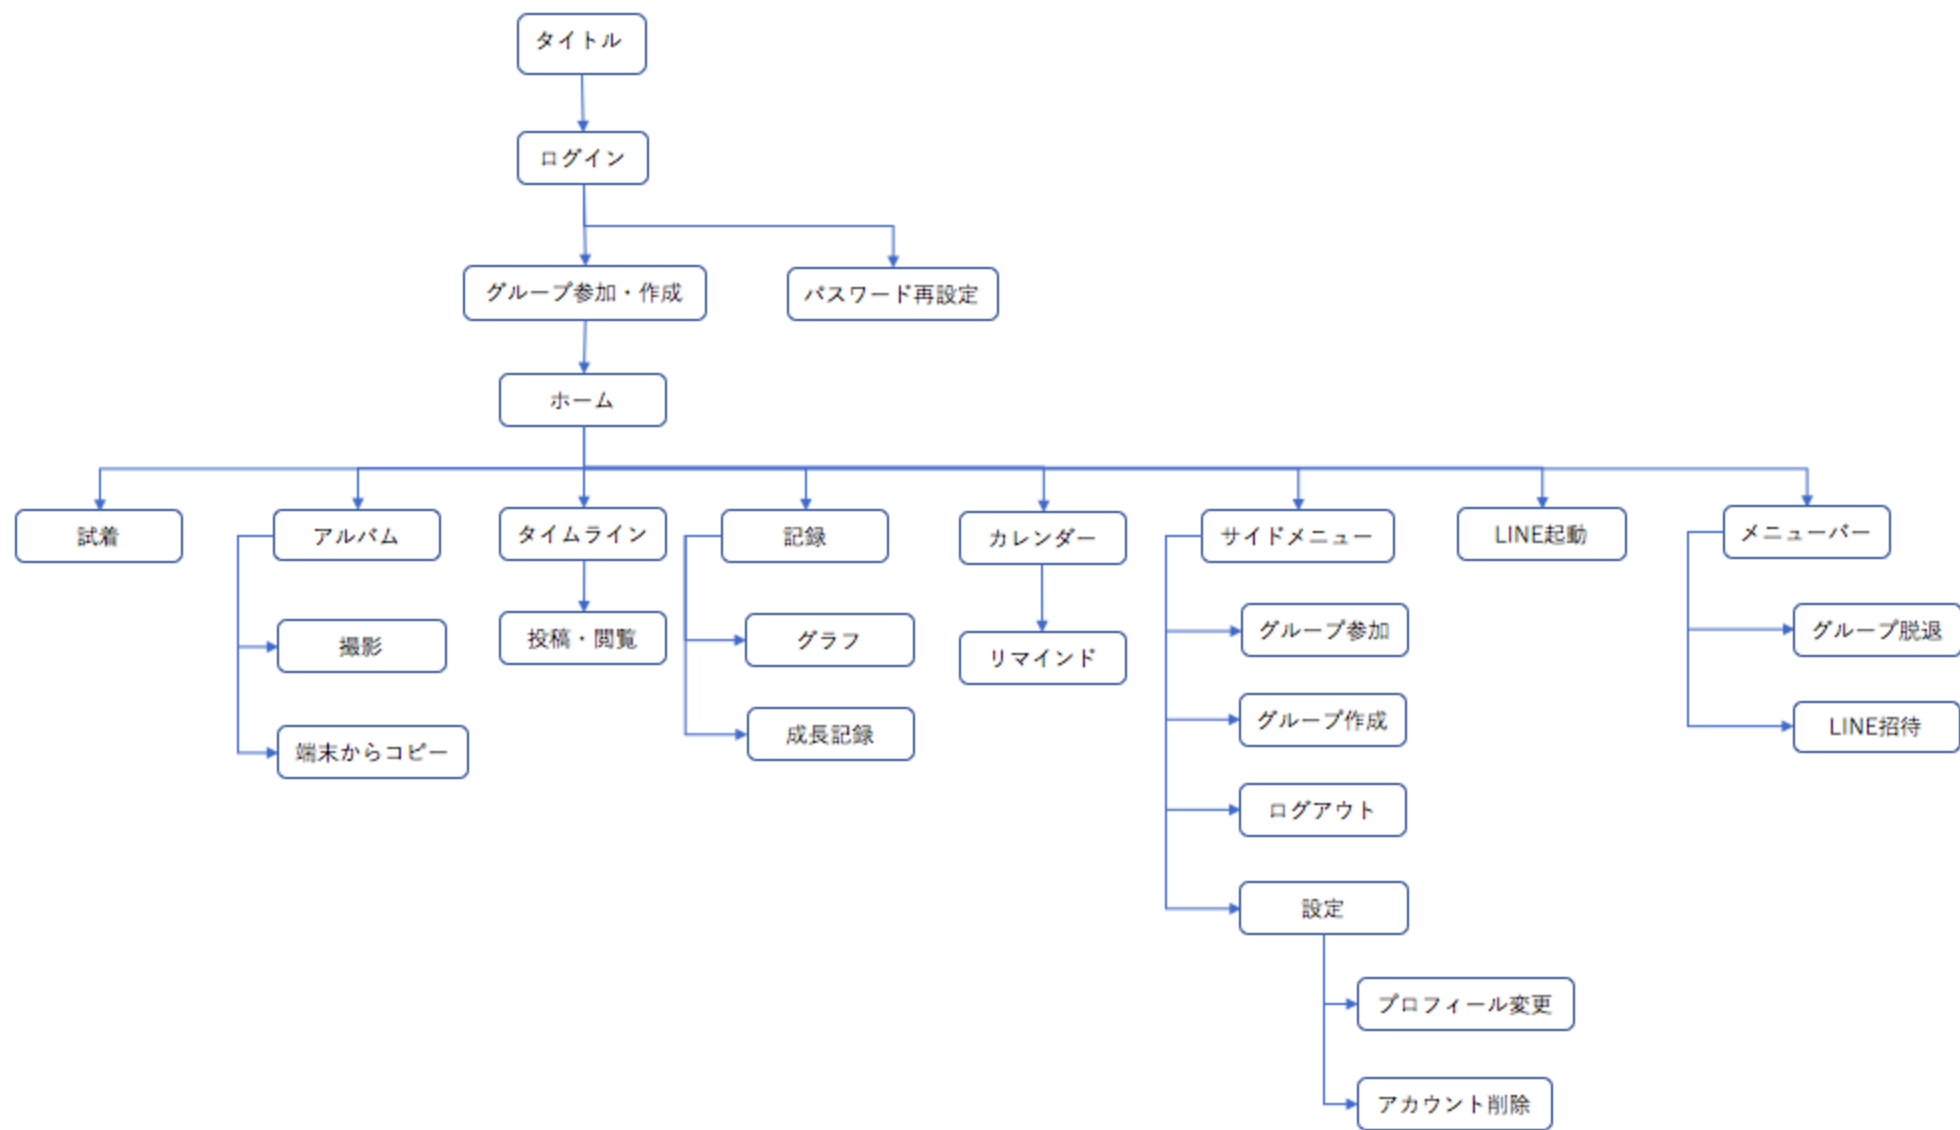 タイトル
ログイン
グループ参加・作成
パスワード再設定
ホーム
試着
アルバム
タイムライン
記録
カレンダー
サイドメニュー
LINE起動
メニューバー
撮影
投稿・閲覧
グラフ
リマインド
グループ参加
グループ脱退
端末からコピー
成長記録
グループ作成
LINE招待
ログアウト
設定
プロフィール変更
アカウント削除